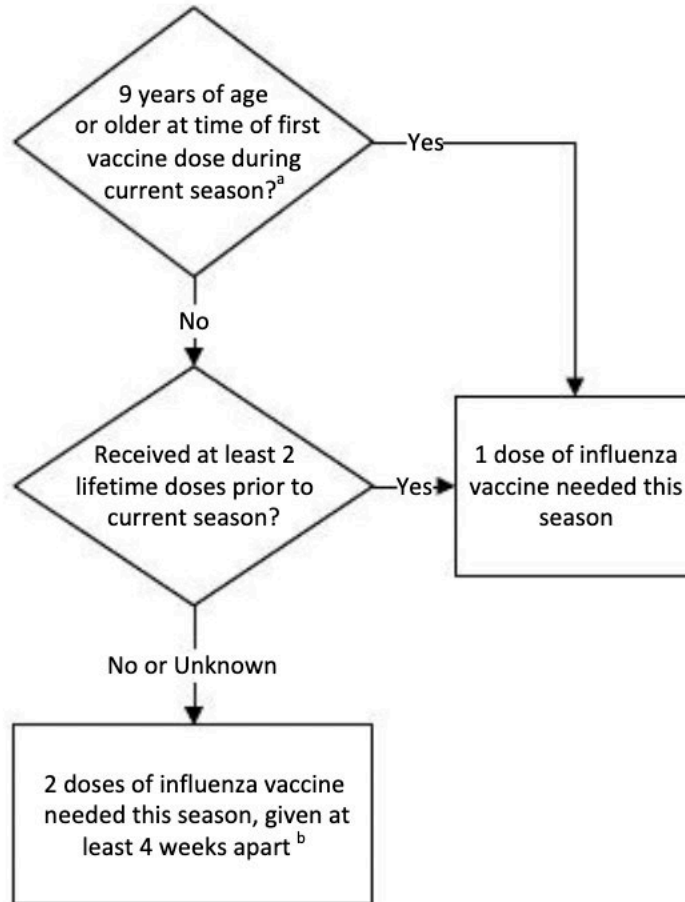 9 years of age
or older at time of first
vaccine dose during
current season?ᵃ
Yes
No
Received at least 2
lifetime doses prior to
current season?
Yes
1 dose of influenza
vaccine needed this
season
No or Unknown
2 doses of influenza vaccine
needed this season, given at
least 4 weeks apart ᵇ